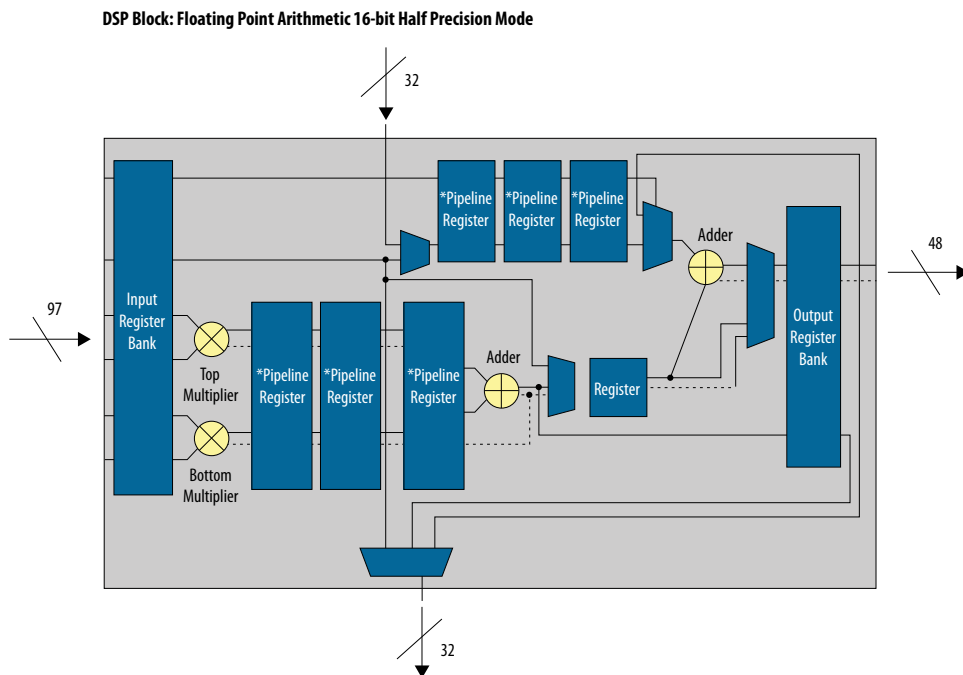 DSP Block: Floating Point Arithmetic 16-bit Half Precision Mode
32
*Pipeline
Register
*Pipeline
Register
*Pipeline
Register
Adder
48
97
Input
Register
Bank
Top
Multiplier
*Pipeline
Register
*Pipeline
Register
*Pipeline
Register
Adder
Register
Output
Register
Bank
Bottom
Multiplier
32